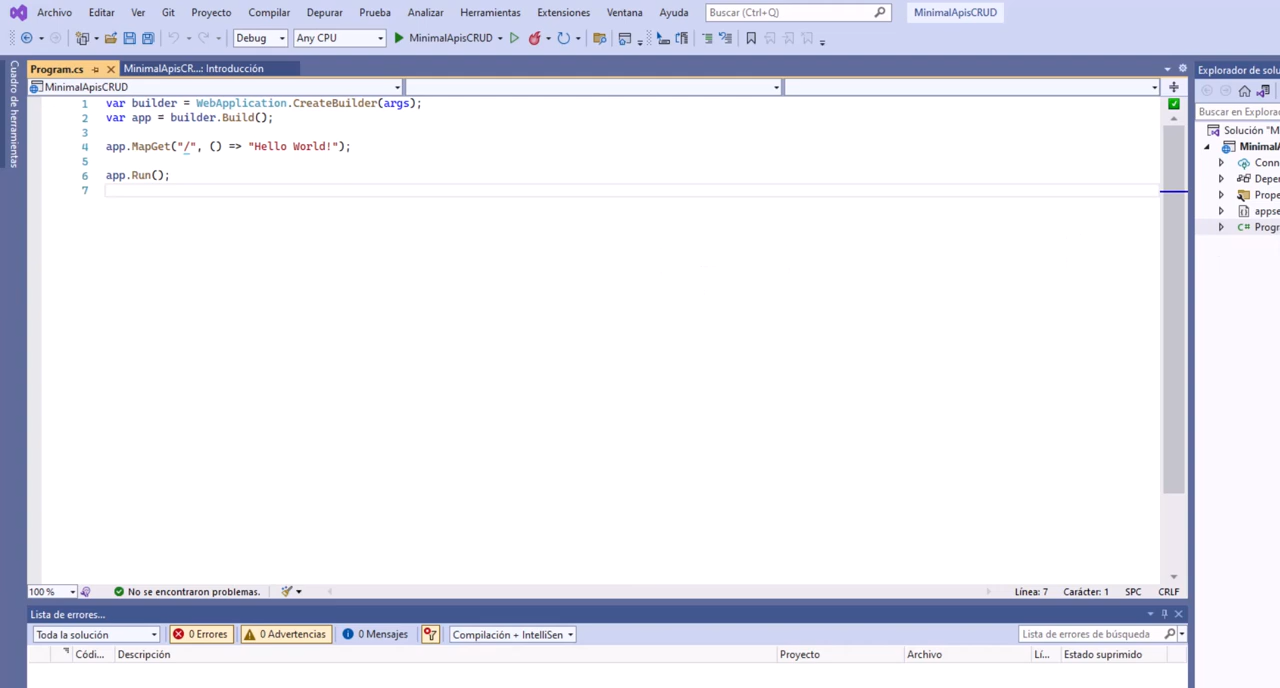 Archivo Editar Ver Git Proyecto Compilar Depurar Prueba Analizar Herramientas Extensiones Ventana Ayuda Buscar (Ctrl+Q) MinimalApisCRUD
Debug Any CPU MinimalApisCRUD
Program.cs MinimalApisCR...: Introducción
MinimalApisCRUD
1 var builder = WebApplication.CreateBuilder(args);
2 var app = builder.Build();
3
4 app.MapGet("/", () => "Hello World!");
5
6 app.Run();
7
100 % No se encontraron problemas. Línea: 7 Carácter: 1 SPC CRLF
Lista de errores...
Toda la solución 0 Errores 0 Advertencias 0 Mensajes Compilación + IntelliSen Lista de errores de búsqueda
Códi... Descripción Proyecto Archivo Lí... Estado suprimido
Cuadro de herramientas
Explorador de solu
Buscar en Explora
Solución "M
MinimalA
Conn
Depen
Prope
appse
C# Progr